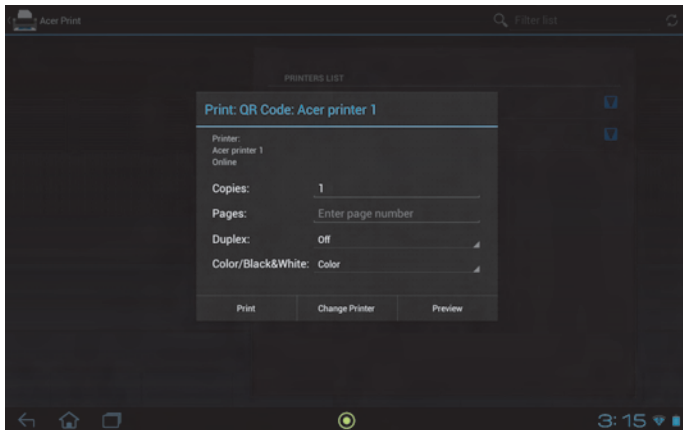 Acer Print
Filter list
PRINTERS LIST
Print: QR Code: Acer printer 1
Printer:
Acer printer 1
Online
Copies: 1
Pages: Enter page number
Duplex: Off
Color/Black&White: Color
Print Change Printer Preview
3:15